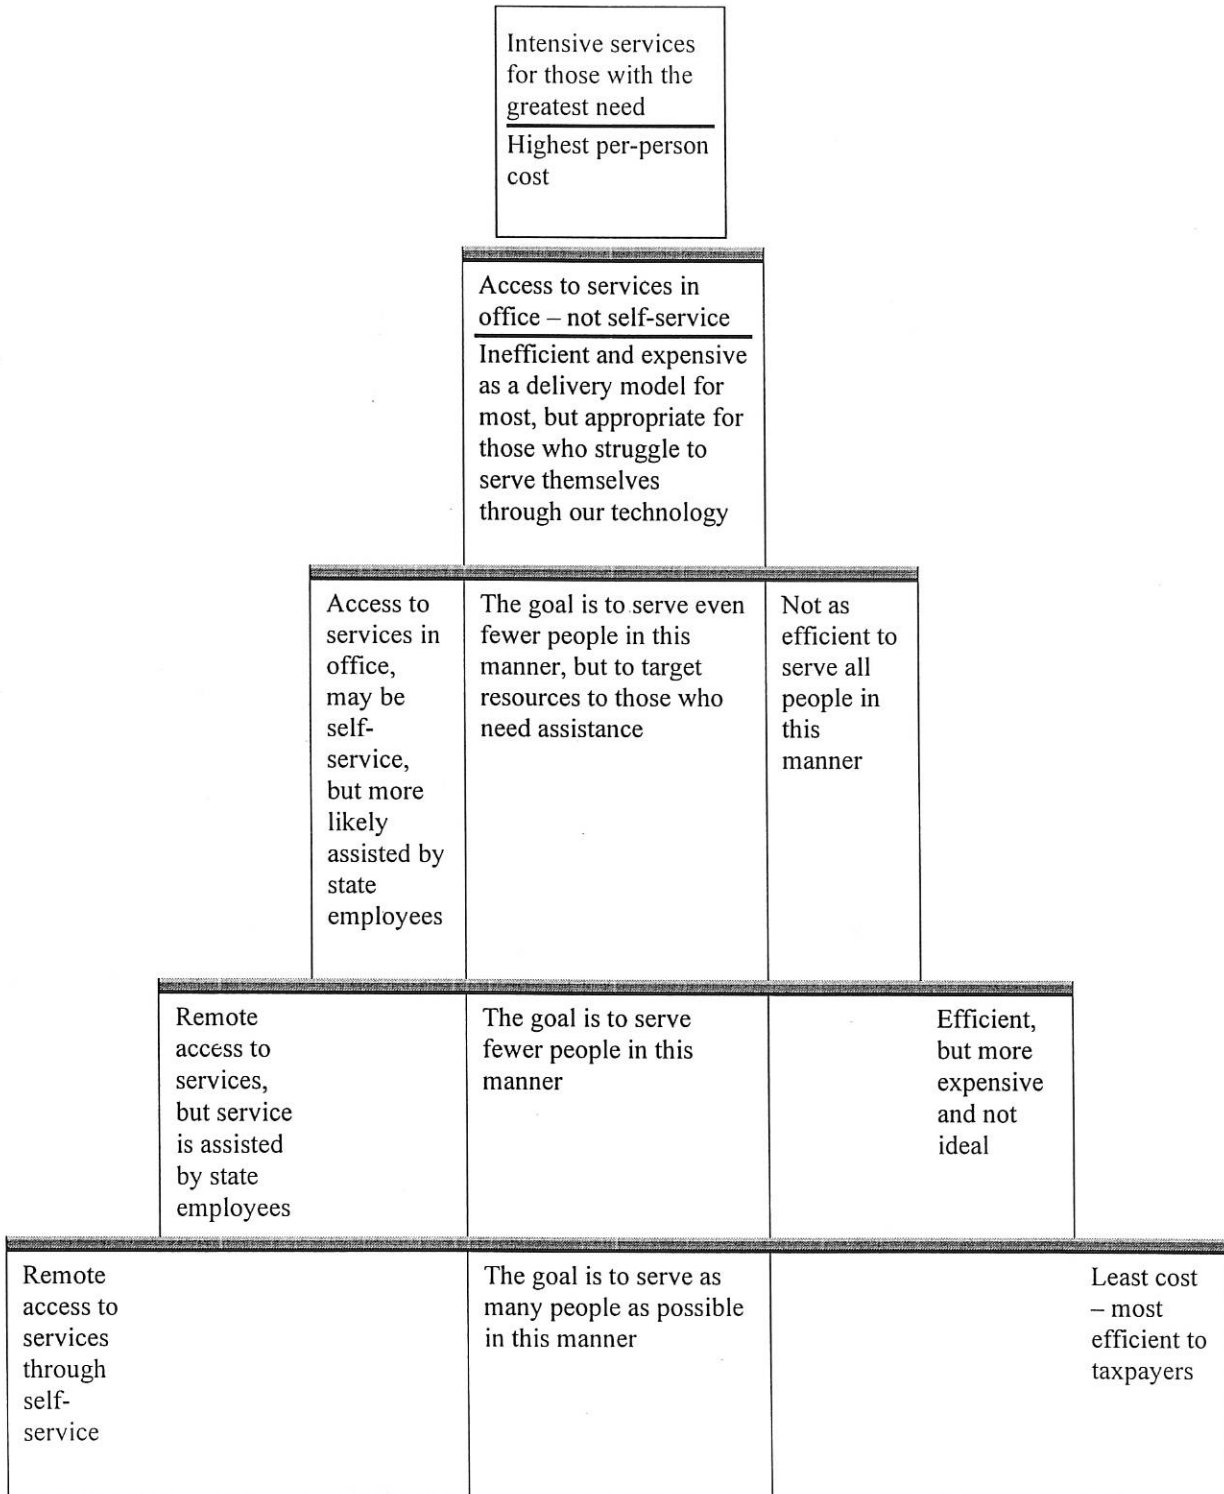 Intensive services
for those with the
greatest need
Highest per-person
cost
Access to services in
office – not self-service
Inefficient and expensive
as a delivery model for
most, but appropriate for
those who struggle to
serve themselves
through our technology
Access to
services in
office,
may be
self-
service,
but more
likely
assisted by
state
employees
The goal is to serve even
fewer people in this
manner, but to target
resources to those who
need assistance
Not as
efficient to
serve all
people in
this
manner
Remote
access to
services,
but service
is assisted
by state
employees
The goal is to serve
fewer people in this
manner
Efficient,
but more
expensive
and not
ideal
Remote
access to
services
through
self-
service
The goal is to serve as
many people as possible
in this manner
Least cost
– most
efficient to
taxpayers